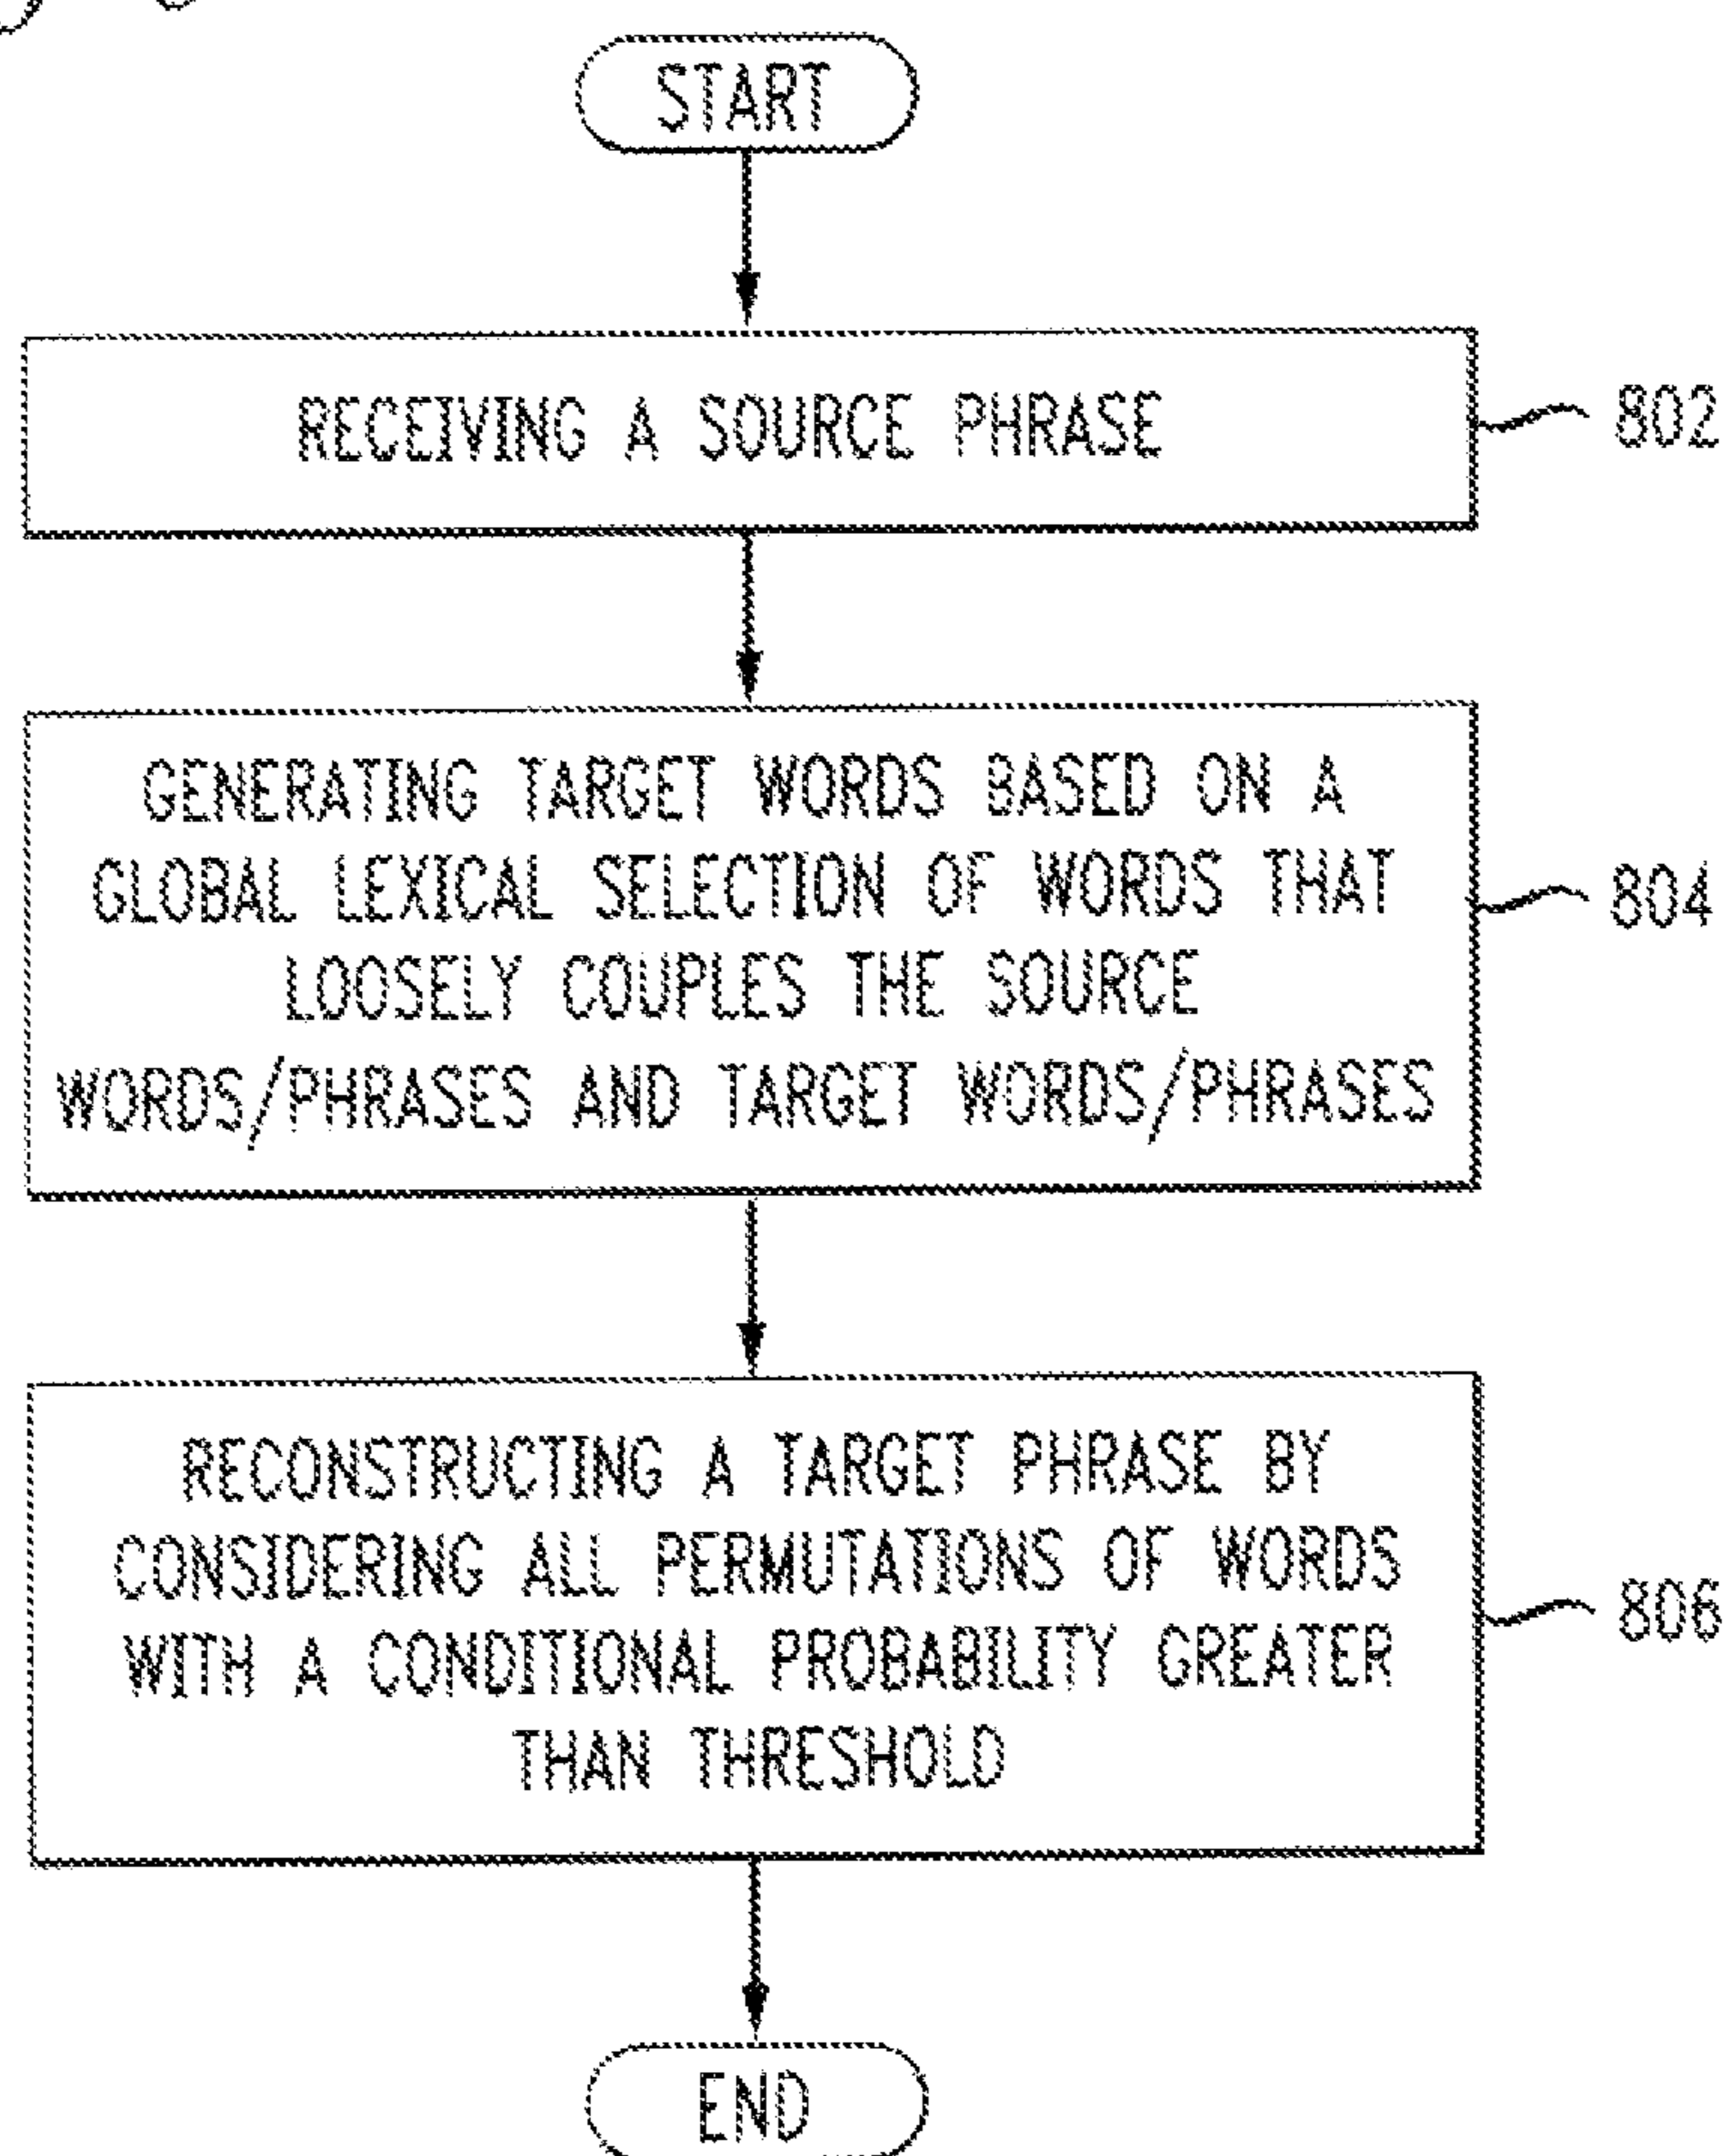 START
RECEIVING A SOURCE PHRASE
802
GENERATING TARGET WORDS BASED ON A
GLOBAL LEXICAL SELECTION OF WORDS THAT
LOOSELY COUPLES THE SOURCE
WORDS/PHRASES AND TARGET WORDS/PHRASES
804
RECONSTRUCTING A TARGET PHRASE BY
CONSIDERING ALL PERMUTATIONS OF WORDS
WITH A CONDITIONAL PROBABILITY GREATER
THAN THRESHOLD
806
END